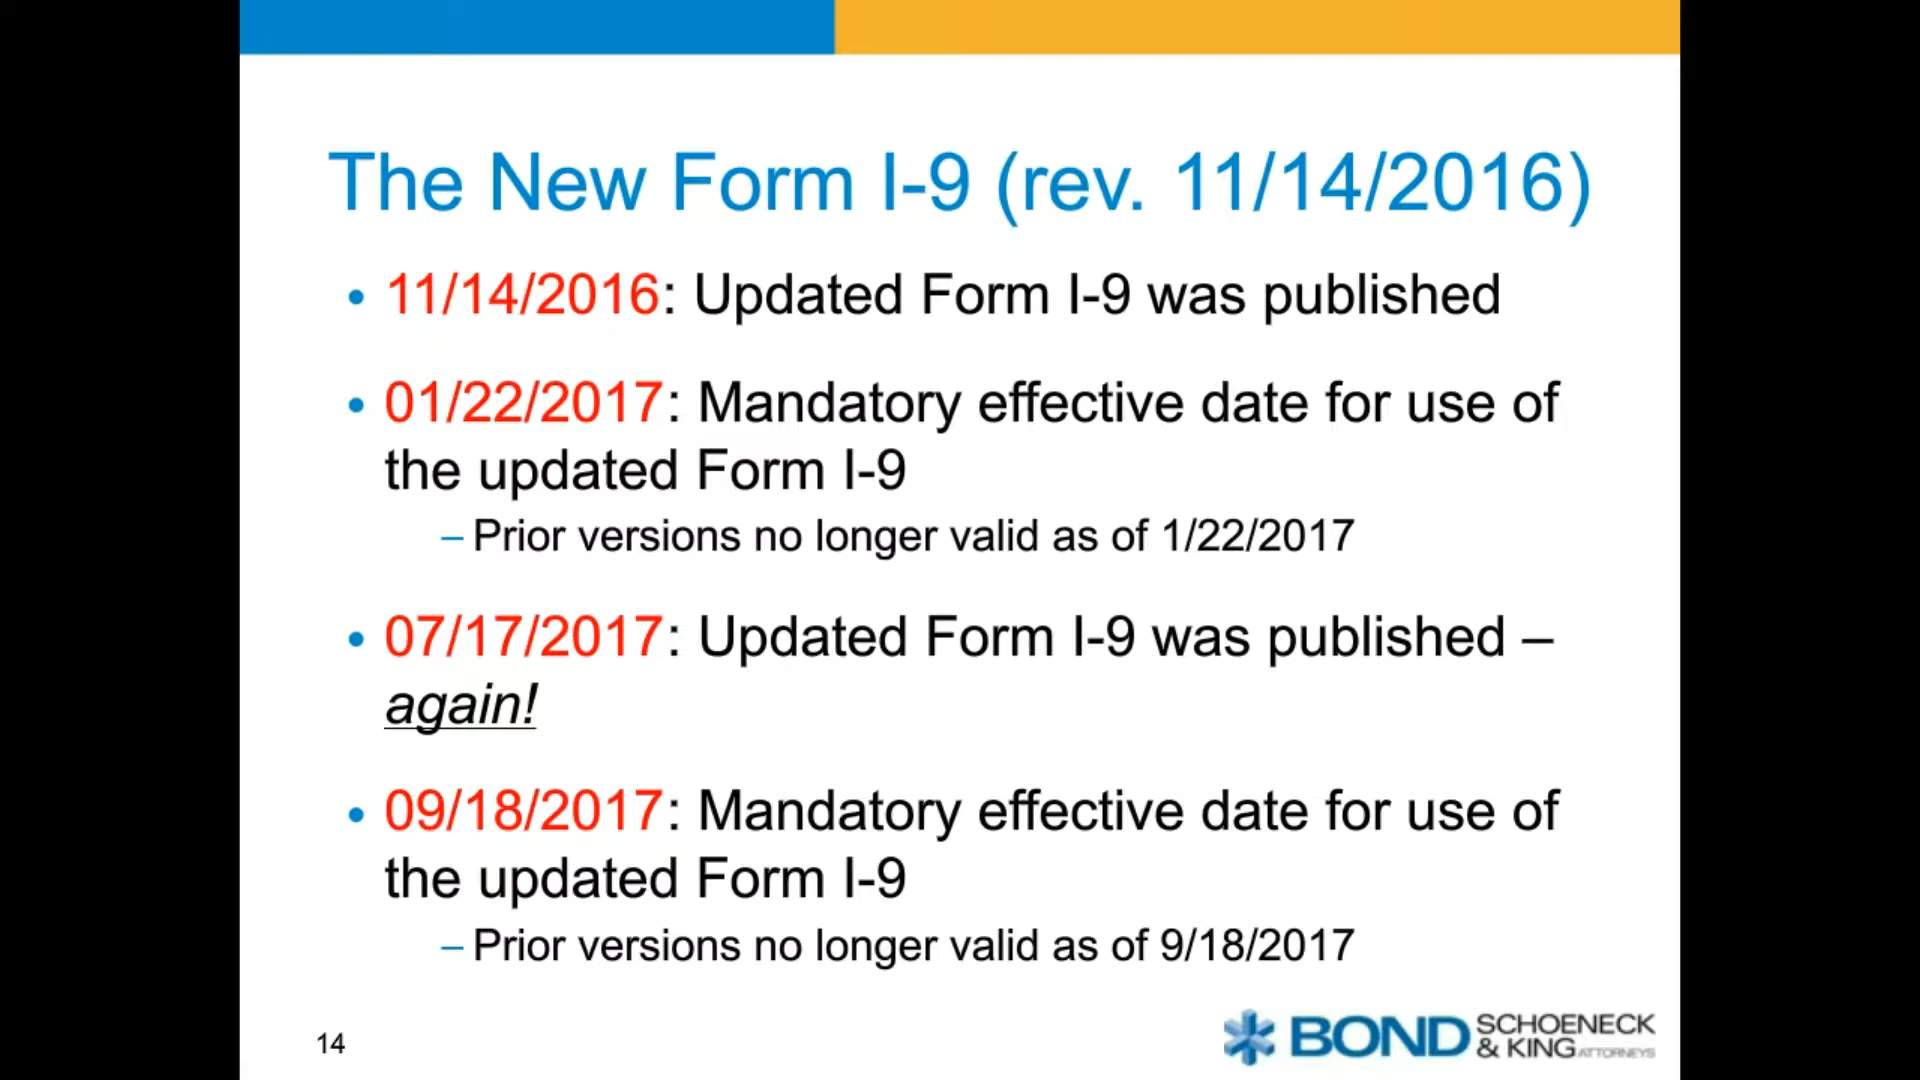 The New Form I-9 (rev. 11/14/2016)
• 11/14/2016: Updated Form I-9 was published
• 01/22/2017: Mandatory effective date for use of
the updated Form I-9
– Prior versions no longer valid as of 1/22/2017
• 07/17/2017: Updated Form I-9 was published –
again!
• 09/18/2017: Mandatory effective date for use of
the updated Form I-9
– Prior versions no longer valid as of 9/18/2017
14
BOND SCHOENECK
& KING ATTORNEYS